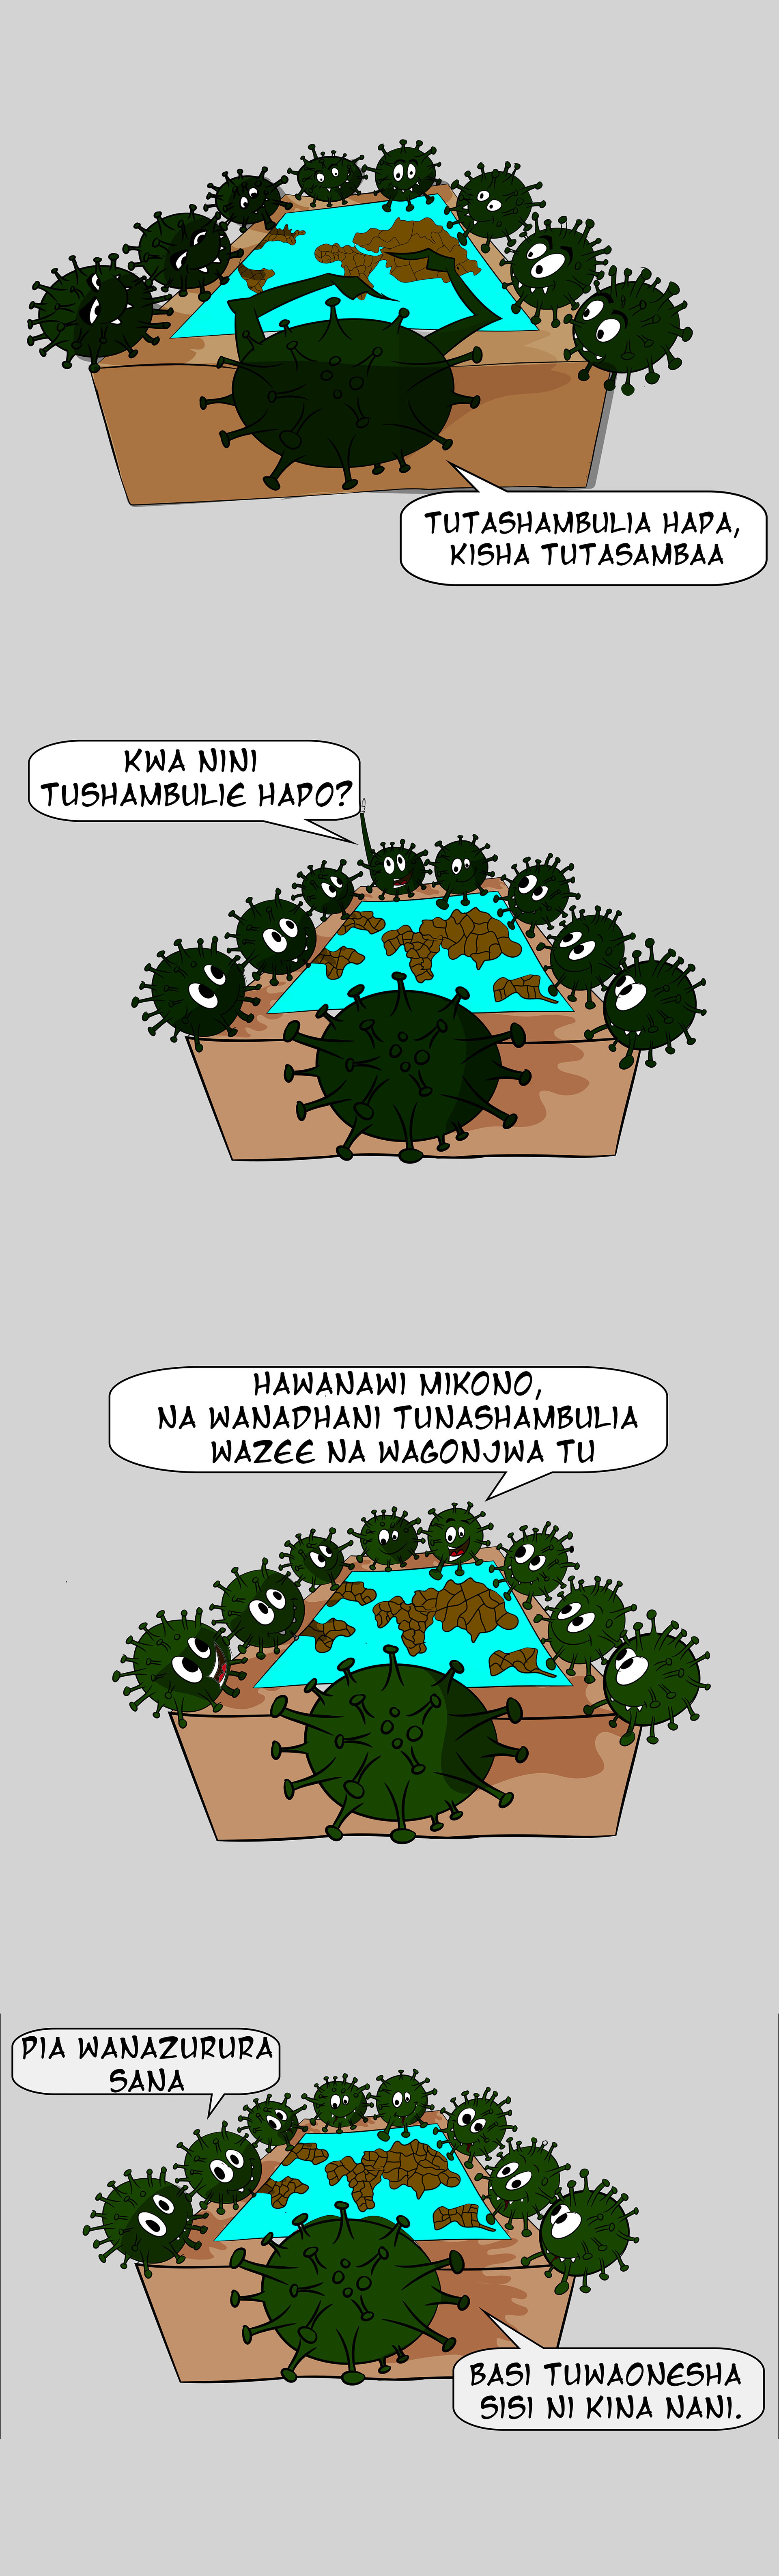 TUTASHAMBULIA HAPA,
KISHA TUTASAMBAA
KWA NINI
TUSHAMBULIE HAPO?
HAWANAWI MIKONO,
NA WANADHANI TUNASHAMBULIA
WAZEE NA WAGONJWA TU
PIA WANAZURURA
SANA
BASI TUWAONESHA
SISI NI KINA NANI.